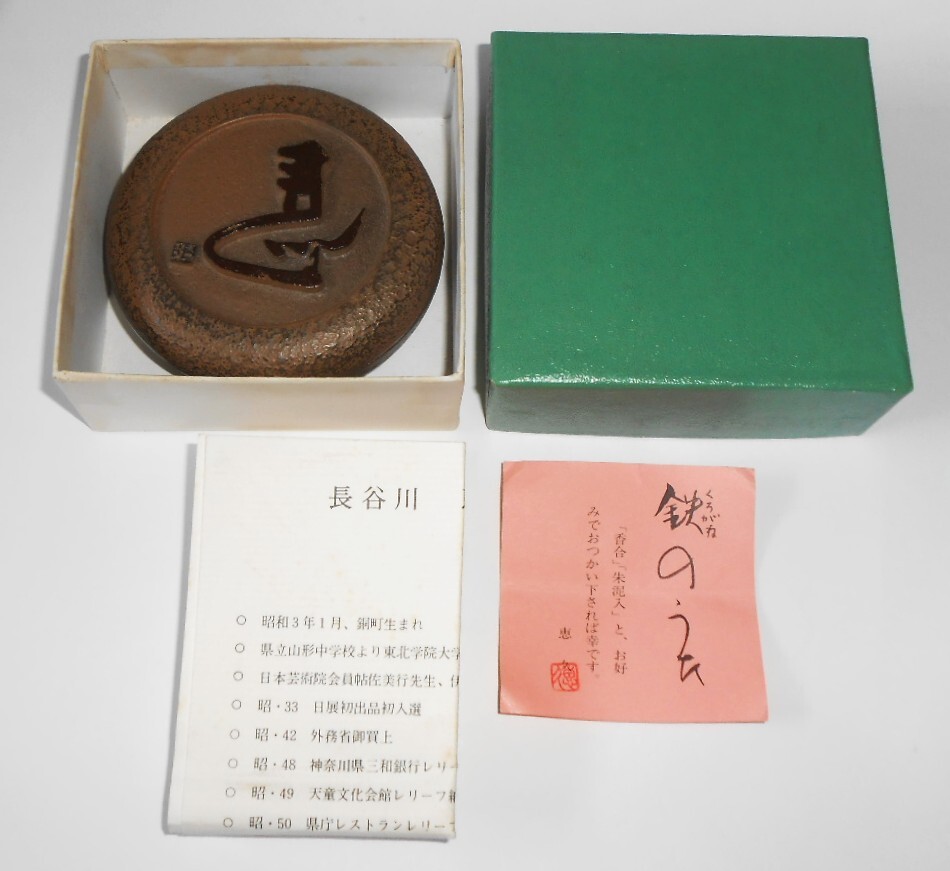 長谷川
○ 昭和3年1月、銅町生まれ
○ 県立山形中学校より東北学院大学
○ 日本芸術院会員帖佐美行先生、伊
○ 昭・33 日展初出品初入選
○ 昭・42 外務省御買上
○ 昭・48 神奈川県三和銀行レリー
○ 昭・49 天童文化会館レリーフ
○ 昭・50 県庁レストランレリーフ
鉄のうた
くろがね
「香合」「朱泥入」と、お好
みでおつかい下されば幸です。
恵